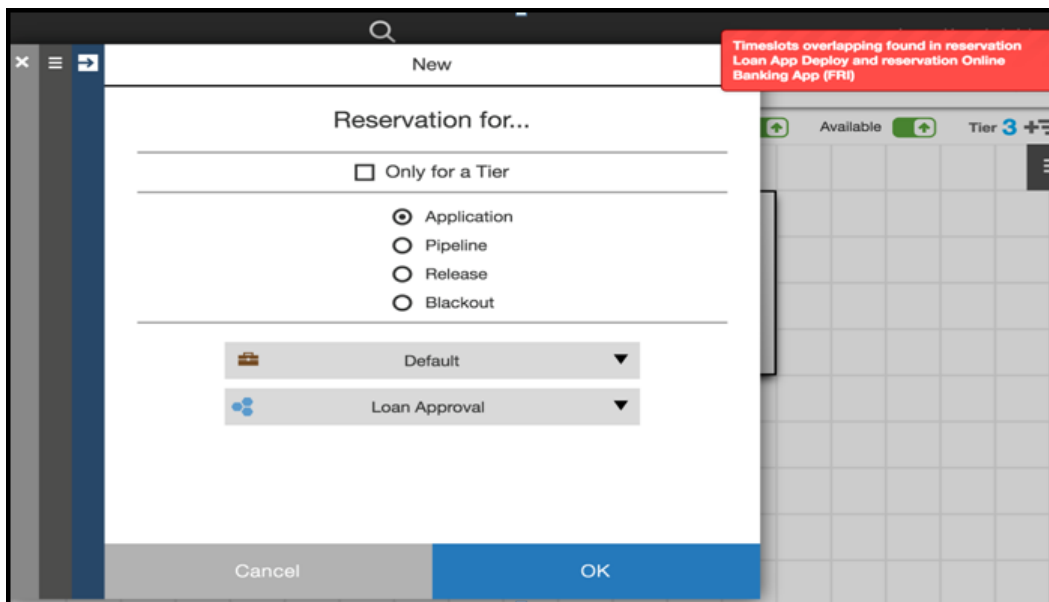 New
Timeslots overlapping found in reservation
Loan App Deploy and reservation Online
Banking App (FRI)
Reservation for...
Available
Tier 3
Only for a Tier
Application
Pipeline
Release
Blackout
Default
Loan Approval
Cancel
OK